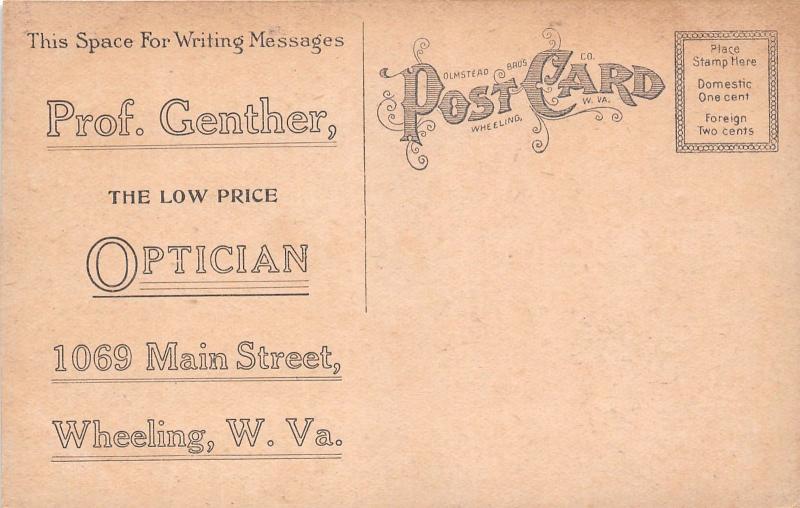 This Space For Writing Messages
Prof. Genther,
THE LOW PRICE
OPTICIAN
1069 Main Street,
Wheeling, W. Va.
OLMSTEAD BROS CO.
POST CARD
WHEELING, W. VA.
Place
Stamp Here
Domestic
One cent
Foreign
Two cents